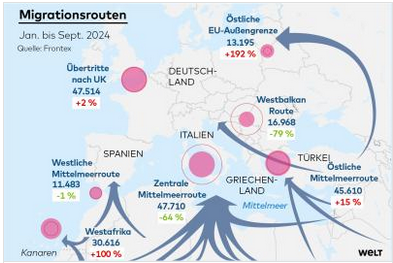 Migrationsrouten
Jan. bis Sept. 2024
Quelle: Frontex
Östliche
EU-Außengrenze
13.195
+192 %
Übertritte
nach UK
47.514
+2 %
DEUTSCH-
LAND
Westbalkan
Route
16.968
-79 %
ITALIEN
SPANIEN
Westliche
Mittelmeerroute
11.483
-1 %
Zentrale
Mittelmeerroute
47.710
-64 %
GRIECHEN-
LAND
TÜRKEI
Östliche
Mittelmeerroute
45.610
+15 %
Mittelmeer
Westafrika
30.616
+100 %
Kanaren
WELT